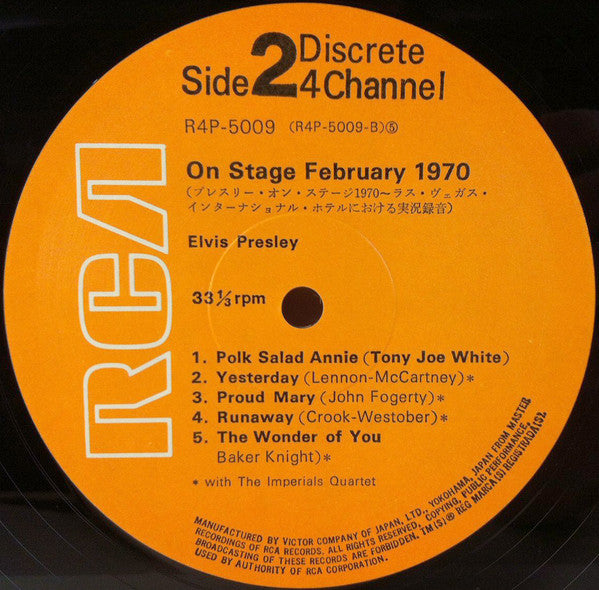 Side 2 Discrete
4 Channel
R4P-5009 (R4P-5009-B)⑤
RCA
On Stage February 1970
(プレスリー・オン・ステージ1970〜ラス・ヴェガス・
インターナショナル・ホテルにおける実況録音)
Elvis Presley
33⅓rpm
1. Polk Salad Annie (Tony Joe White)
2. Yesterday (Lennon-McCartney)*
3. Proud Mary (John Fogerty)*
4. Runaway (Crook-Westober)*
5. The Wonder of You
Baker Knight)*
* with The Imperials Quartet
MANUFACTURED BY VICTOR COMPANY OF JAPAN, LTD., YOKOHAMA, JAPAN FROM MASTER
RECORDINGS OF RCA RECORDS. ALL RIGHTS RESERVED, COPYING, PUBLIC PERFORMANCE,
BROADCASTING OF THESE RECORDS ARE FORBIDDEN. TM(S)® REG MARCA(S) REGISTRADA(S).
USED BY AUTHORITY OF RCA CORPORATION.